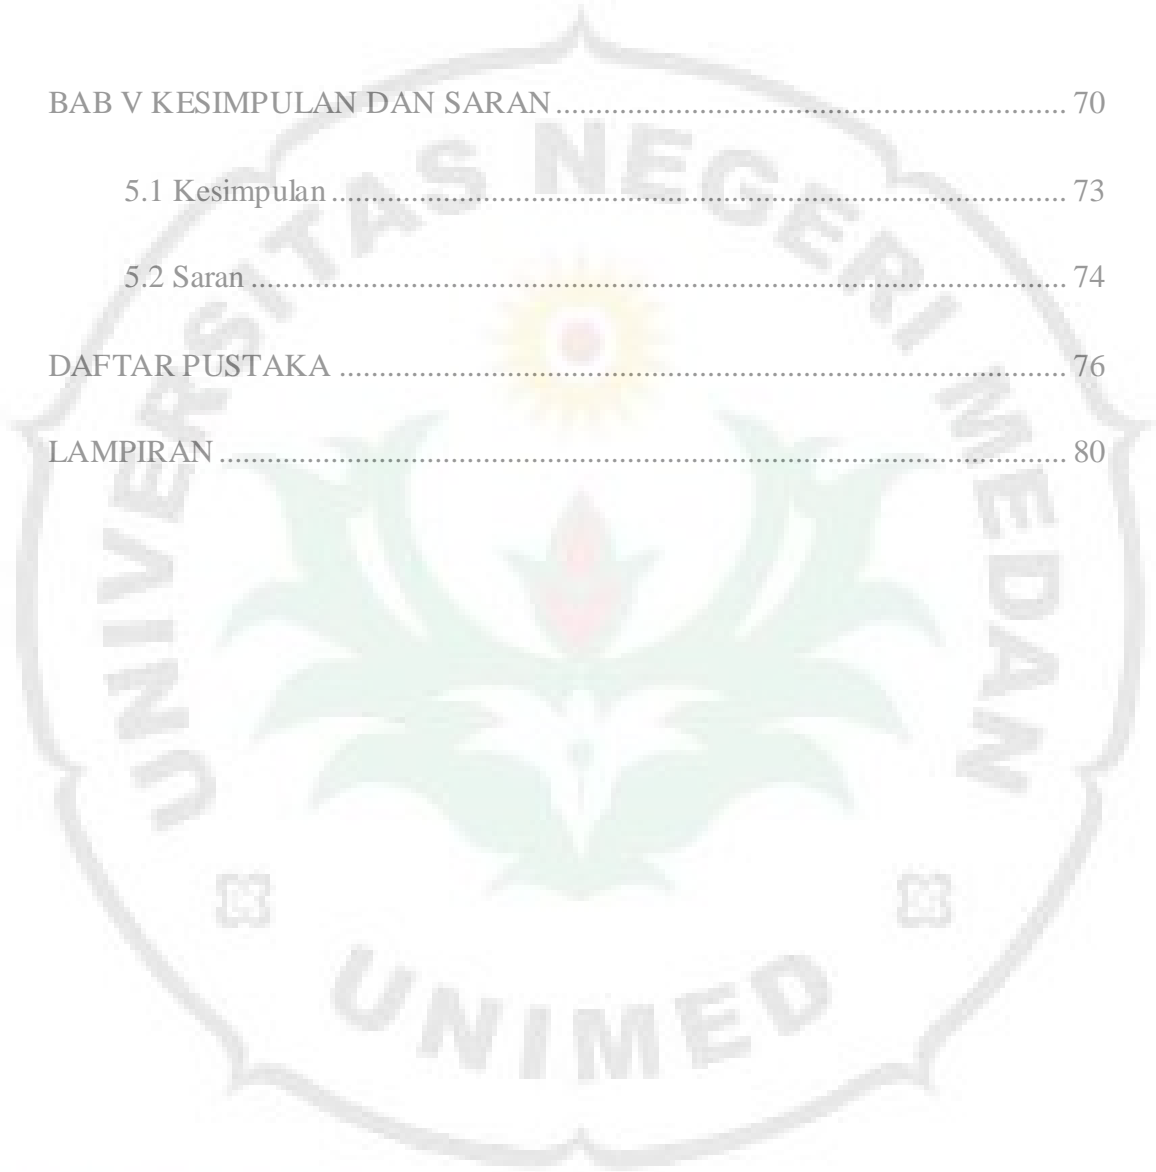 BAB V KESIMPULAN DAN SARAN ................................................................ 70
5.1 Kesimpulan ............................................................................................ 73
5.2 Saran ...................................................................................................... 74
DAFTAR PUSTAKA ........................................................................................... 76
LAMPIRAN .......................................................................................................... 80
UNIVERSITAS NEGERI MEDAN
UNIMED